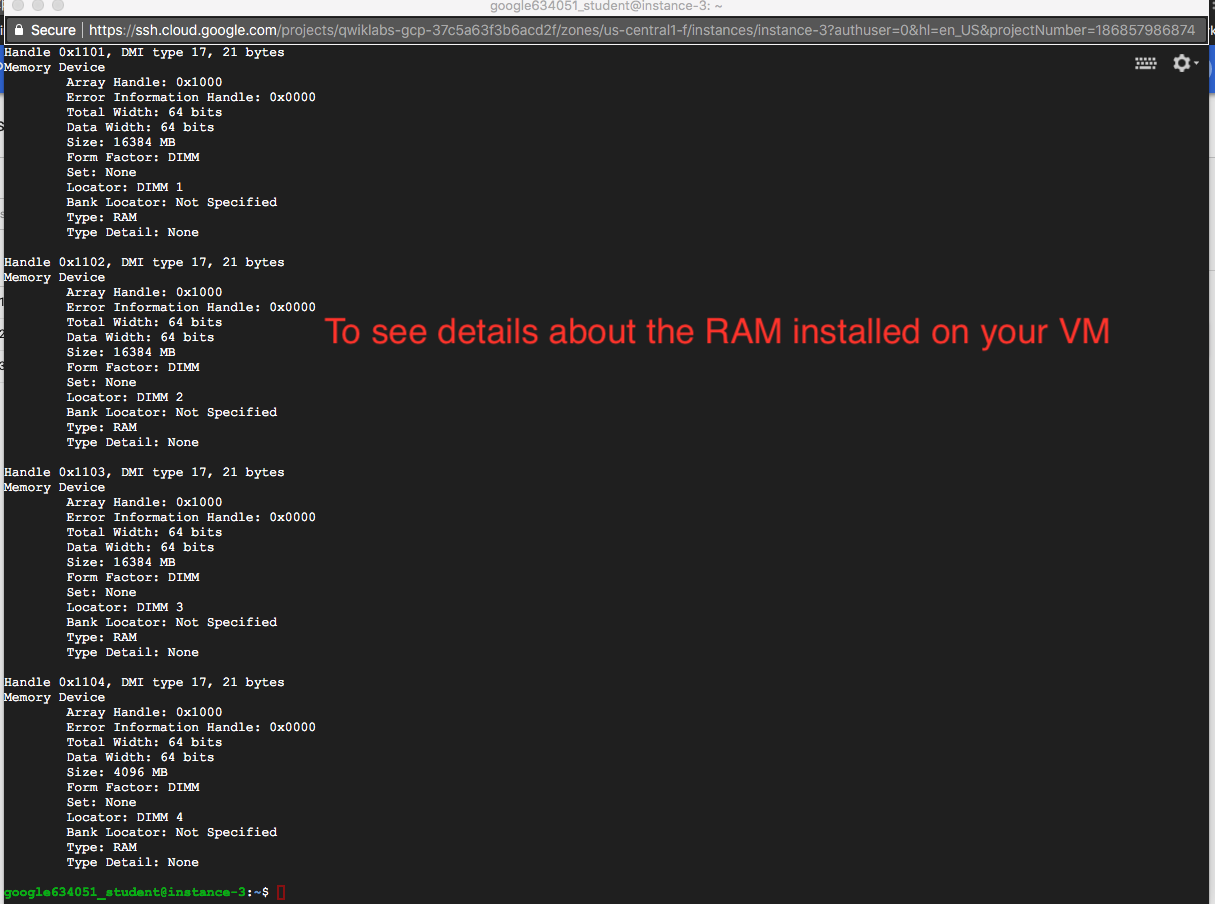 google634051_student@instance-3: ~
Secure | https://ssh.cloud.google.com/projects/qwiklabs-gcp-37c5a63f3b6acd2f/zones/us-central1-f/instances/instance-3?authuser=0&hl=en_US&projectNumber=186857986874
Handle 0x1101, DMI type 17, 21 bytes
Memory Device
Array Handle: 0x1000
Error Information Handle: 0x0000
Total Width: 64 bits
Data Width: 64 bits
Size: 16384 MB
Form Factor: DIMM
Set: None
Locator: DIMM 1
Bank Locator: Not Specified
Type: RAM
Type Detail: None
Handle 0x1102, DMI type 17, 21 bytes
Memory Device
Array Handle: 0x1000
Error Information Handle: 0x0000
Total Width: 64 bits
To see details about the RAM installed on your VM
Data Width: 64 bits
Size: 16384 MB
Form Factor: DIMM
Set: None
Locator: DIMM 2
Bank Locator: Not Specified
Type: RAM
Type Detail: None
Handle 0x1103, DMI type 17, 21 bytes
Memory Device
Array Handle: 0x1000
Error Information Handle: 0x0000
Total Width: 64 bits
Data Width: 64 bits
Size: 16384 MB
Form Factor: DIMM
Set: None
Locator: DIMM 3
Bank Locator: Not Specified
Type: RAM
Type Detail: None
Handle 0x1104, DMI type 17, 21 bytes
Memory Device
Array Handle: 0x1000
Error Information Handle: 0x0000
Total Width: 64 bits
Data Width: 64 bits
Size: 4096 MB
Form Factor: DIMM
Set: None
Locator: DIMM 4
Bank Locator: Not Specified
Type: RAM
Type Detail: None
google634051_student@instance-3:~$